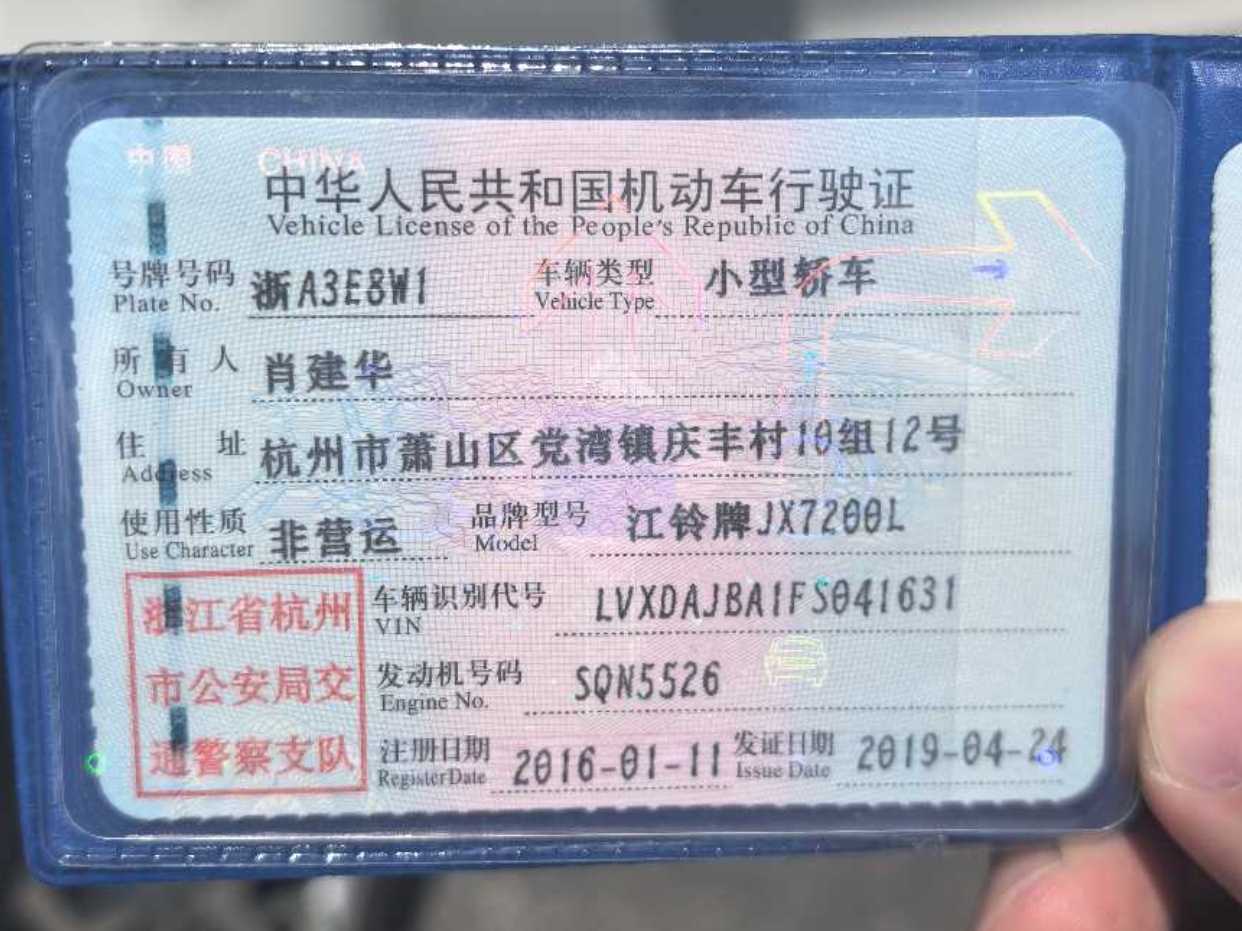 中国 CHINA
中华人民共和国机动车行驶证
Vehicle License of the People's Republic of China
号牌号码 浙A3E8W1 车辆类型 小型轿车
Plate No. Vehicle Type
所有人 肖建华
Owner
住址 杭州市萧山区党湾镇庆丰村10组12号
Address
使用性质 非营运 品牌型号 江铃牌JX7200L
Use Character Model
浙江省杭州 车辆识别代号 LVXDAJBA1FS041631
VIN
市公安局交 发动机号码 SQN5526
Engine No.
通警察支队 注册日期 2016-01-11 发证日期 2019-04-24
Register Date Issue Date